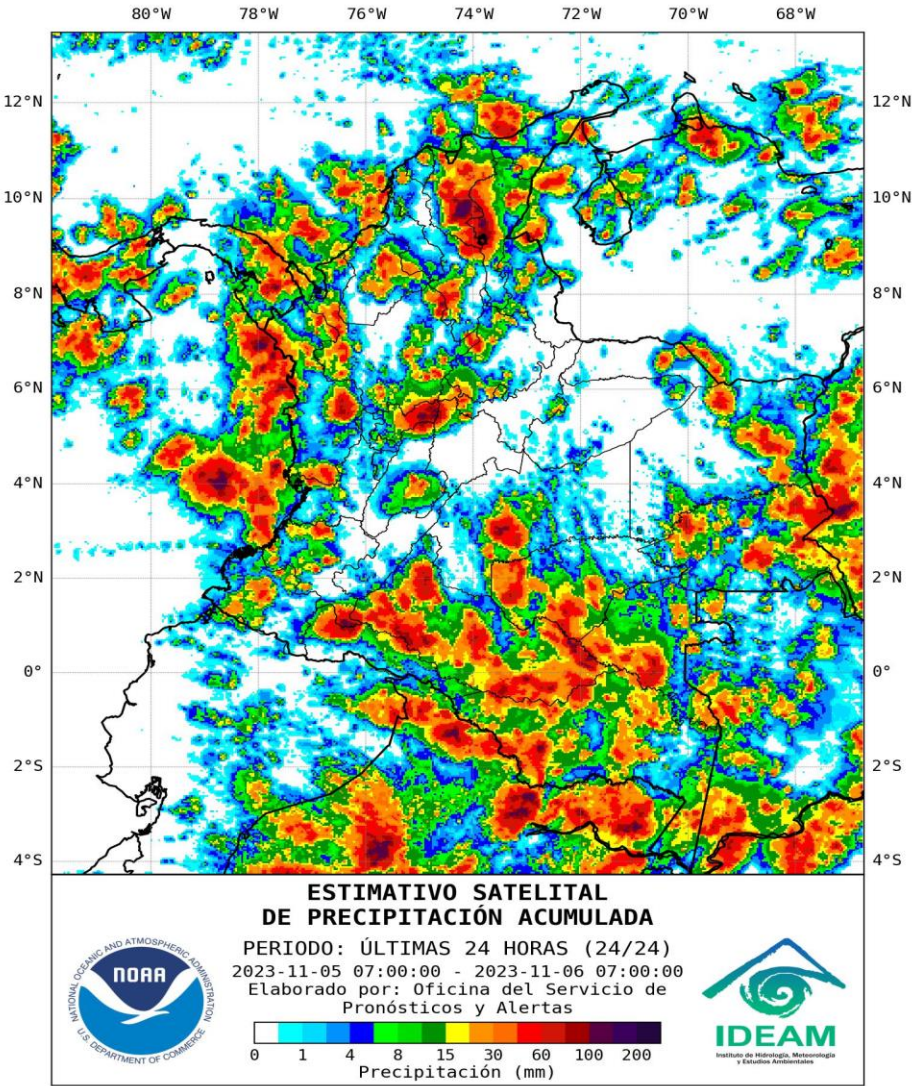 80°W 78°W 76°W 74°W 72°W 70°W 68°W
12°N 12°N
10°N 10°N
8°N 8°N
6°N 6°N
4°N 4°N
2°N 2°N
0° 0°
2°S 2°S
4°S 4°S
ESTIMATIVO SATELITAL
DE PRECIPITACIÓN ACUMULADA
PERIODO: ÚLTIMAS 24 HORAS (24/24)
2023-11-05 07:00:00 - 2023-11-06 07:00:00
Elaborado por: Oficina del Servicio de
Pronósticos y Alertas
0 1 4 8 15 30 60 100 200
Precipitación (mm)
NATIONAL OCEANIC AND ATMOSPHERIC ADMINISTRATION
NOAA
U.S. DEPARTMENT OF COMMERCE
IDEAM
Instituto de Hidrología, Meteorología
y Estudios Ambientales